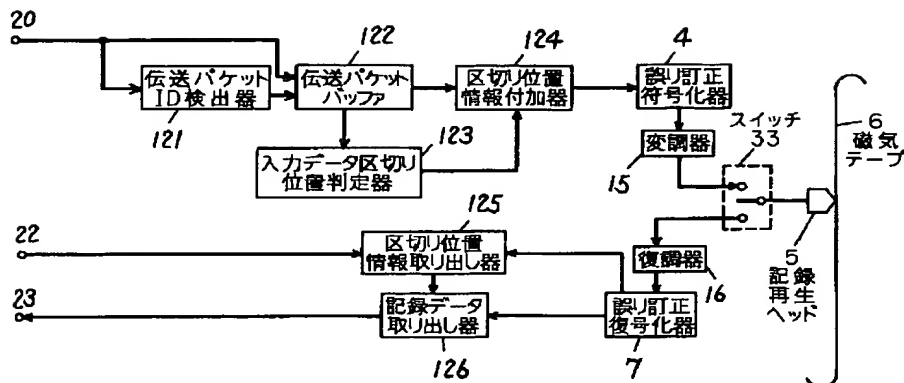 20
122
124
4
伝送パケット
ID検出器
121
伝送パケット
バッファ
区切り位置
情報付加器
誤り訂正
符号化器
入力データ区切り
位置判定器
123
変調器
15
スイッチ
33
6
磁気
テープ
125
22
区切り位置
情報取り出し器
復調器
16
5
記録
再生
ヘッド
23
記録データ
取り出し器
126
誤り訂正
復号化器
7